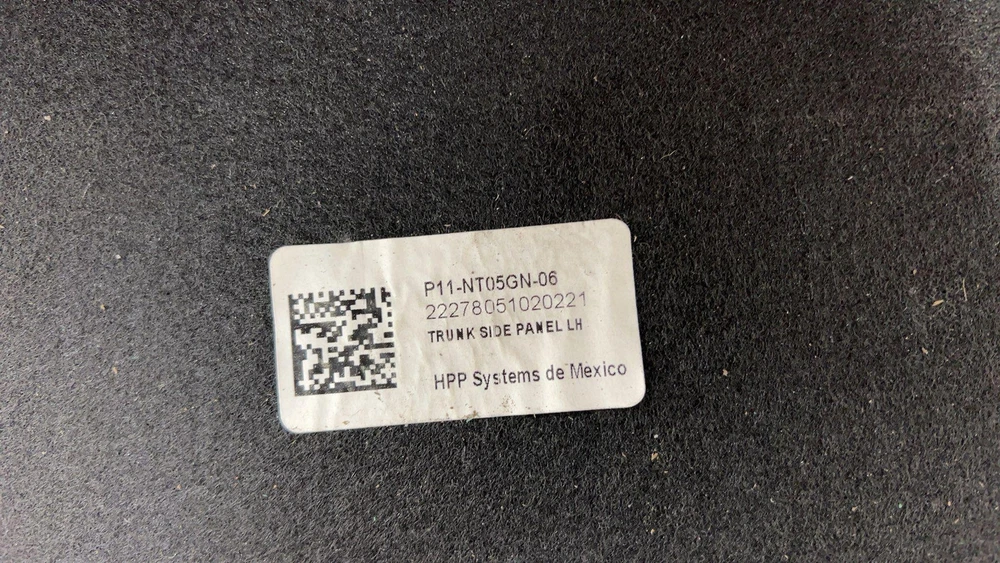 P11-NT05GN-06
22278051020221
TRUNK SIDE PANEL LH
HPP Systems de Mexico